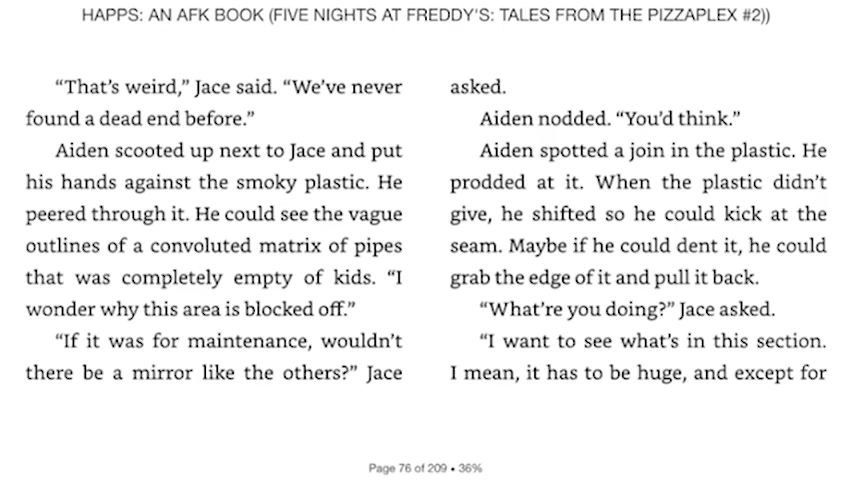 HAPPS: AN AFK BOOK (FIVE NIGHTS AT FREDDY'S: TALES FROM THE PIZZAPLEX #2))
“That’s weird,” Jace said. “We’ve never
found a dead end before.”
Aiden scooted up next to Jace and put
his hands against the smoky plastic. He
peered through it. He could see the vague
outlines of a convoluted matrix of pipes
that was completely empty of kids. “I
wonder why this area is blocked off.”
“If it was for maintenance, wouldn’t
there be a mirror like the others?” Jace
asked.
Aiden nodded. “You’d think.”
Aiden spotted a join in the plastic. He
prodded at it. When the plastic didn’t
give, he shifted so he could kick at the
seam. Maybe if he could dent it, he could
grab the edge of it and pull it back.
“What’re you doing?” Jace asked.
“I want to see what’s in this section.
I mean, it has to be huge, and except for
Page 76 of 209 • 36%